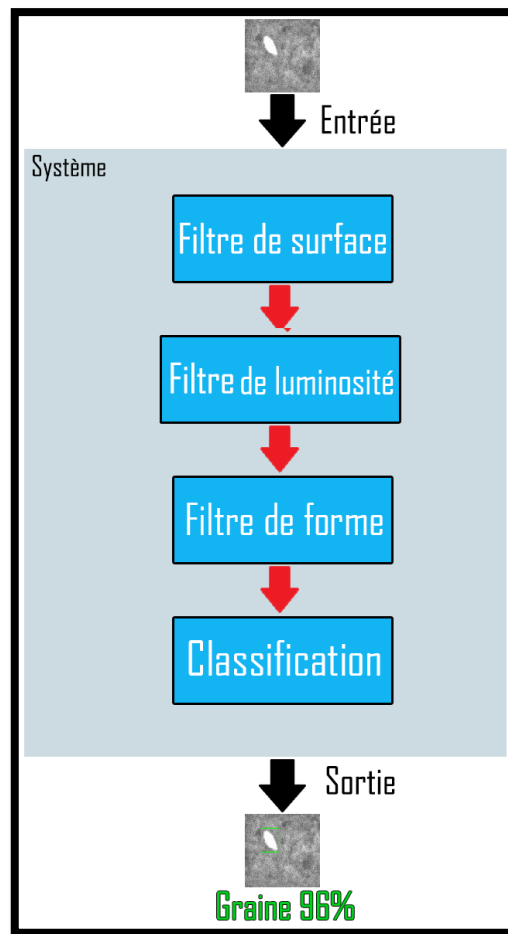 Entrée
Système
Filtre de surface
Filtre de luminosité
Filtre de forme
Classification
Sortie
Graine 96%